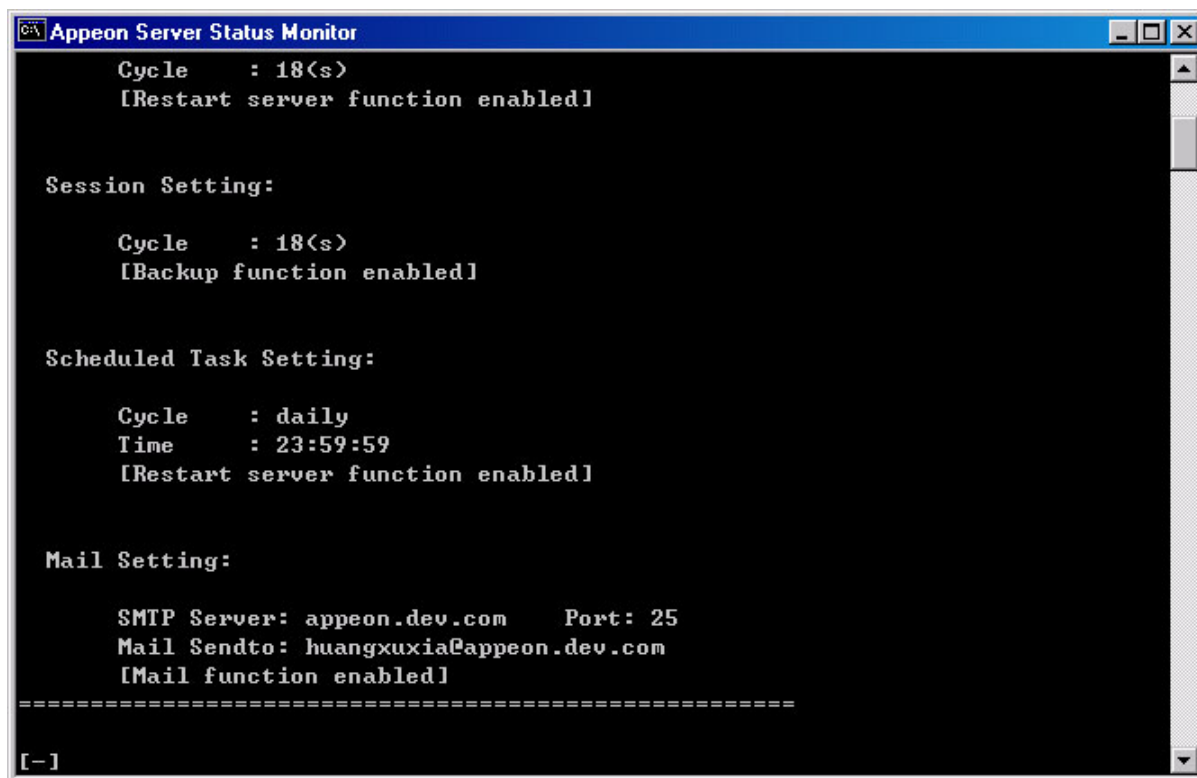 Appeon Server Status Monitor
Cycle : 18(s)
[Restart server function enabled]
Session Setting:
Cycle : 18(s)
[Backup function enabled]
Scheduled Task Setting:
Cycle : daily
Time : 23:59:59
[Restart server function enabled]
Mail Setting:
SMTP Server: appeon.dev.com Port: 25
Mail Sendto: huangxuxia@appeon.dev.com
[Mail function enabled]
======================================================
[-]